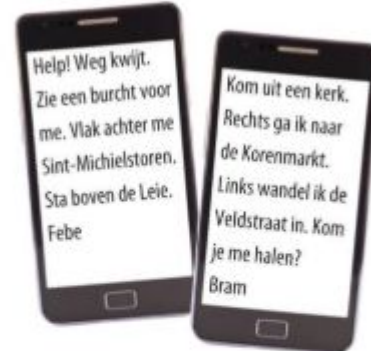 Help! Weg kwijt.
Zie een burcht voor
me. Vlak achter me
Sint-Michielstoren.
Sta boven de Leie.
Febe
Kom uit een kerk.
Rechts ga ik naar
de Korenmarkt.
Links wandel ik de
Veldstraat in. Kom
je me halen?
Bram